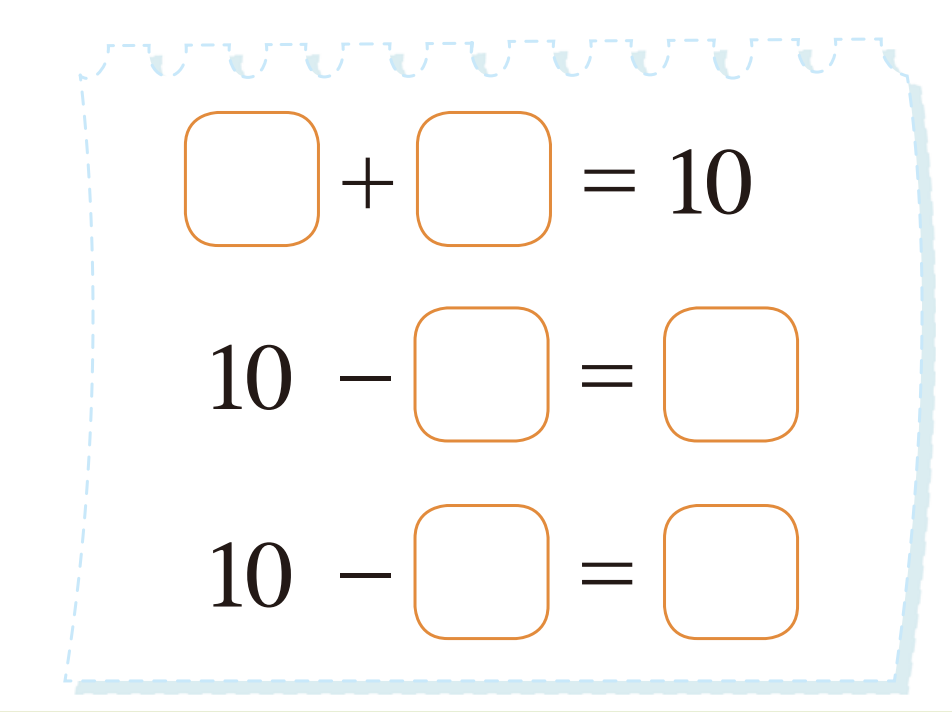 □ + □ = 10
10 − □ = □
10 − □ = □